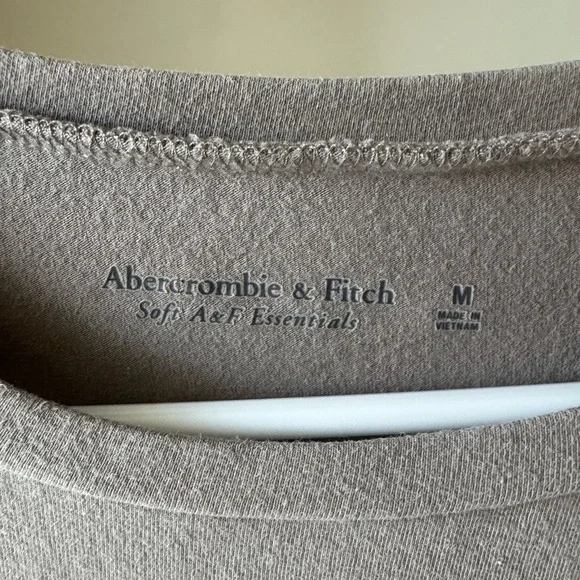 Abercrombie & Fitch
Soft A&F Essentials
M
MADE IN
VIETNAM